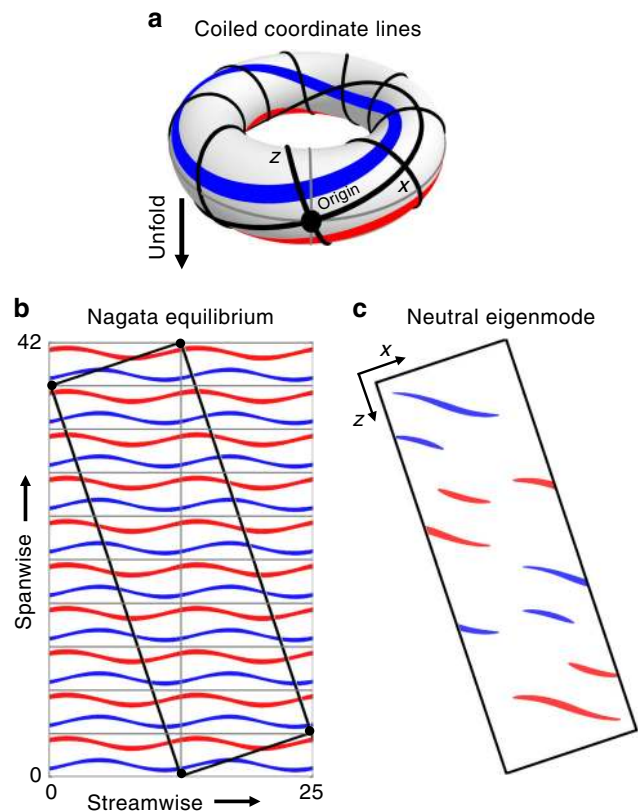 a Coiled coordinate lines
z
x
Origin
Unfold
b Nagata equilibrium
42
0
0
25
Spanwise
Streamwise
c Neutral eigenmode
x
z